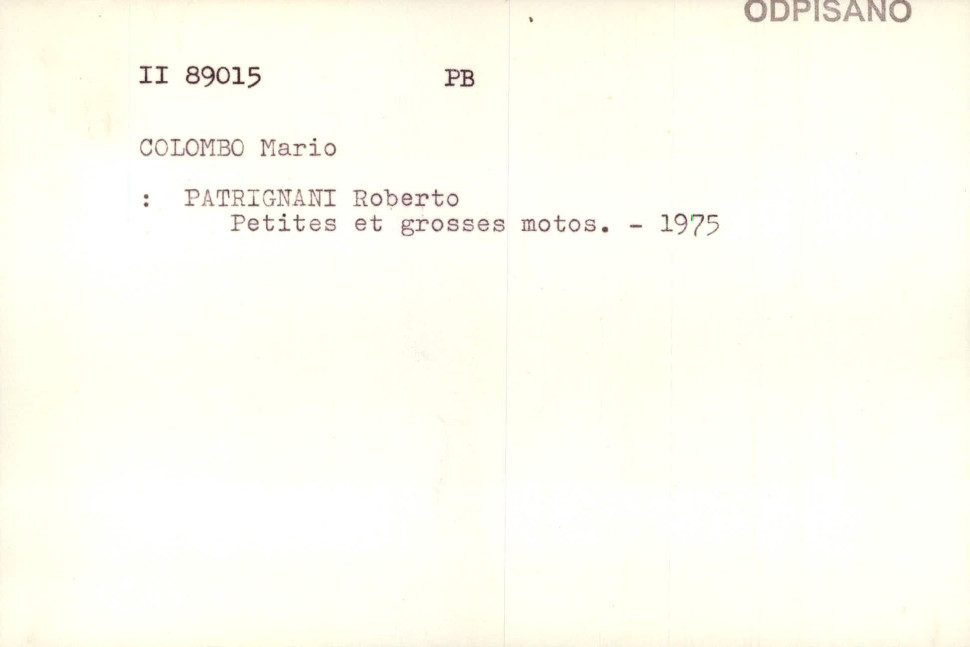 ODPISANO
II 89015 PB
COLOMBO Mario
: PATRIGNANI Roberto
Petites et grosses motos. - 1975